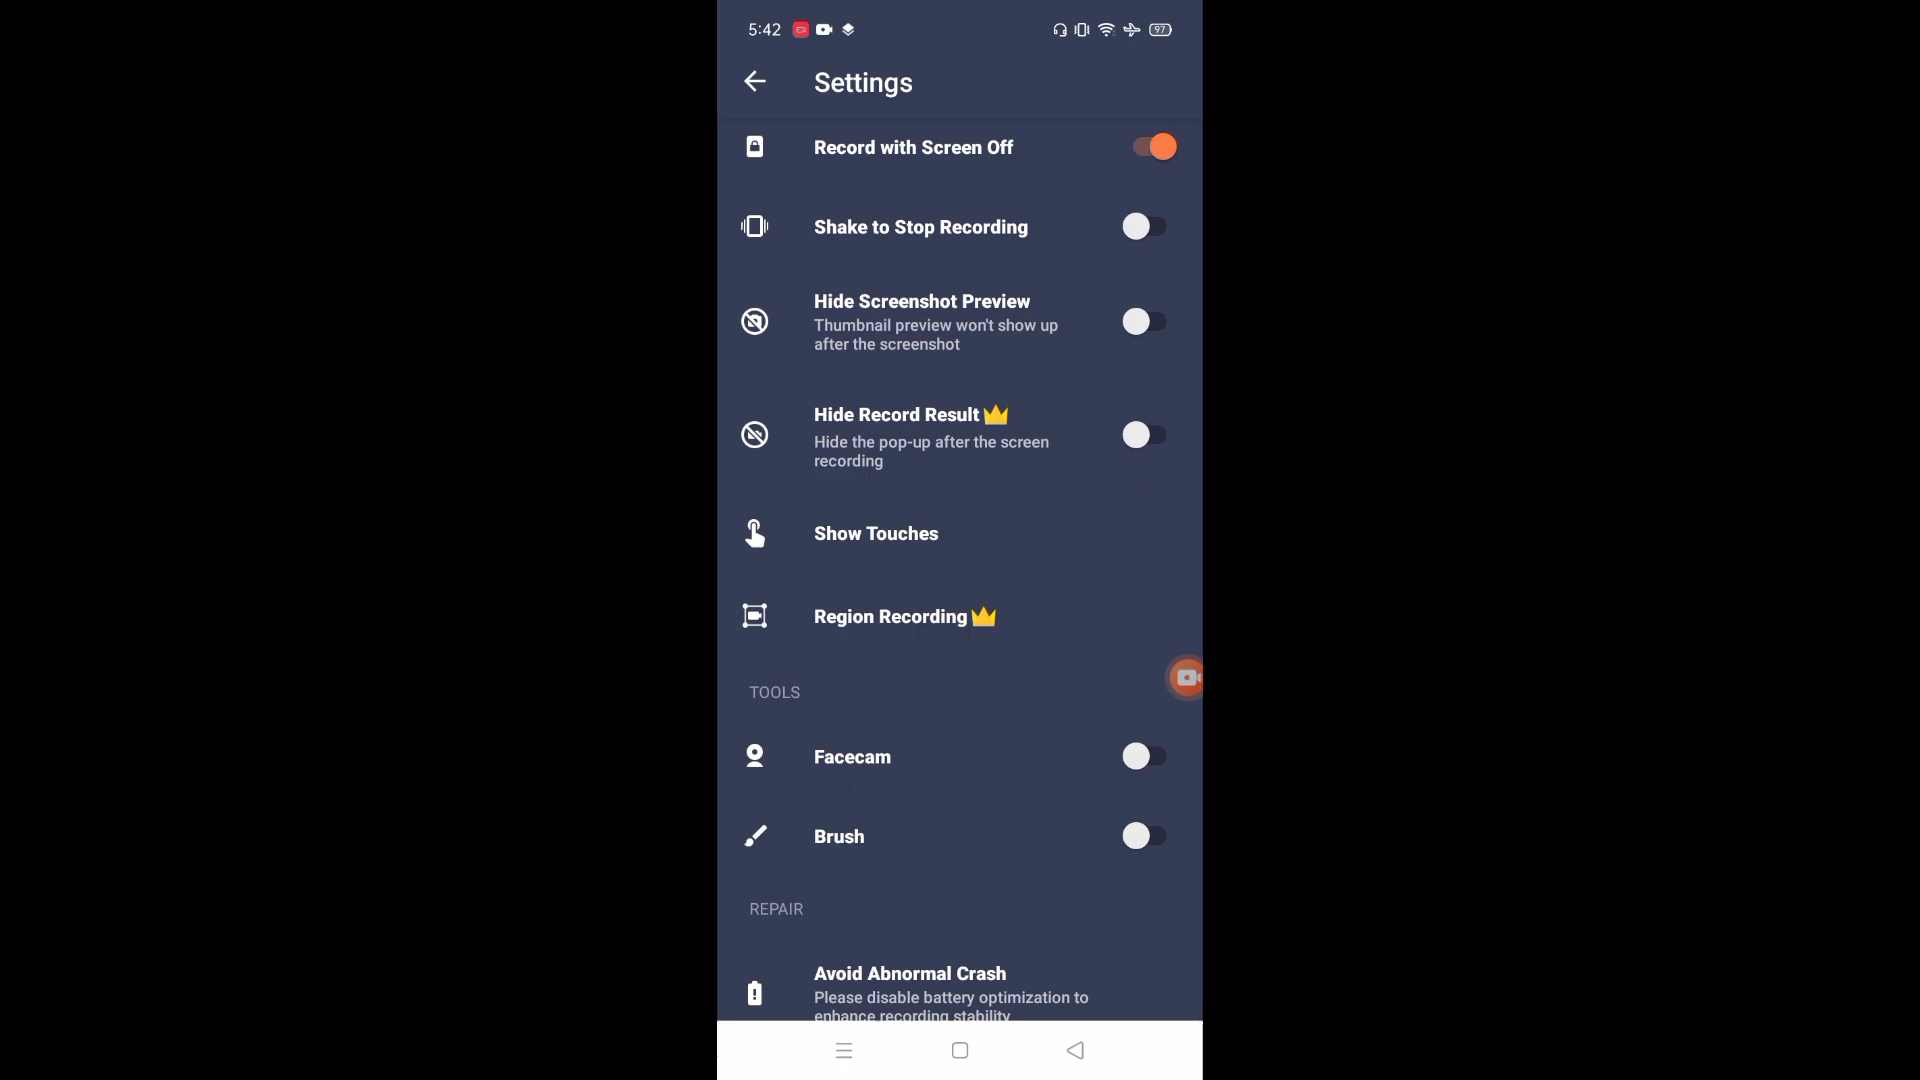 5:42
97
Settings
Record with Screen Off
Shake to Stop Recording
Hide Screenshot Preview
Thumbnail preview won't show up
after the screenshot
Hide Record Result
Hide the pop-up after the screen
recording
Show Touches
Region Recording
TOOLS
Facecam
Brush
REPAIR
Avoid Abnormal Crash
Please disable battery optimization to
enhance recording stability